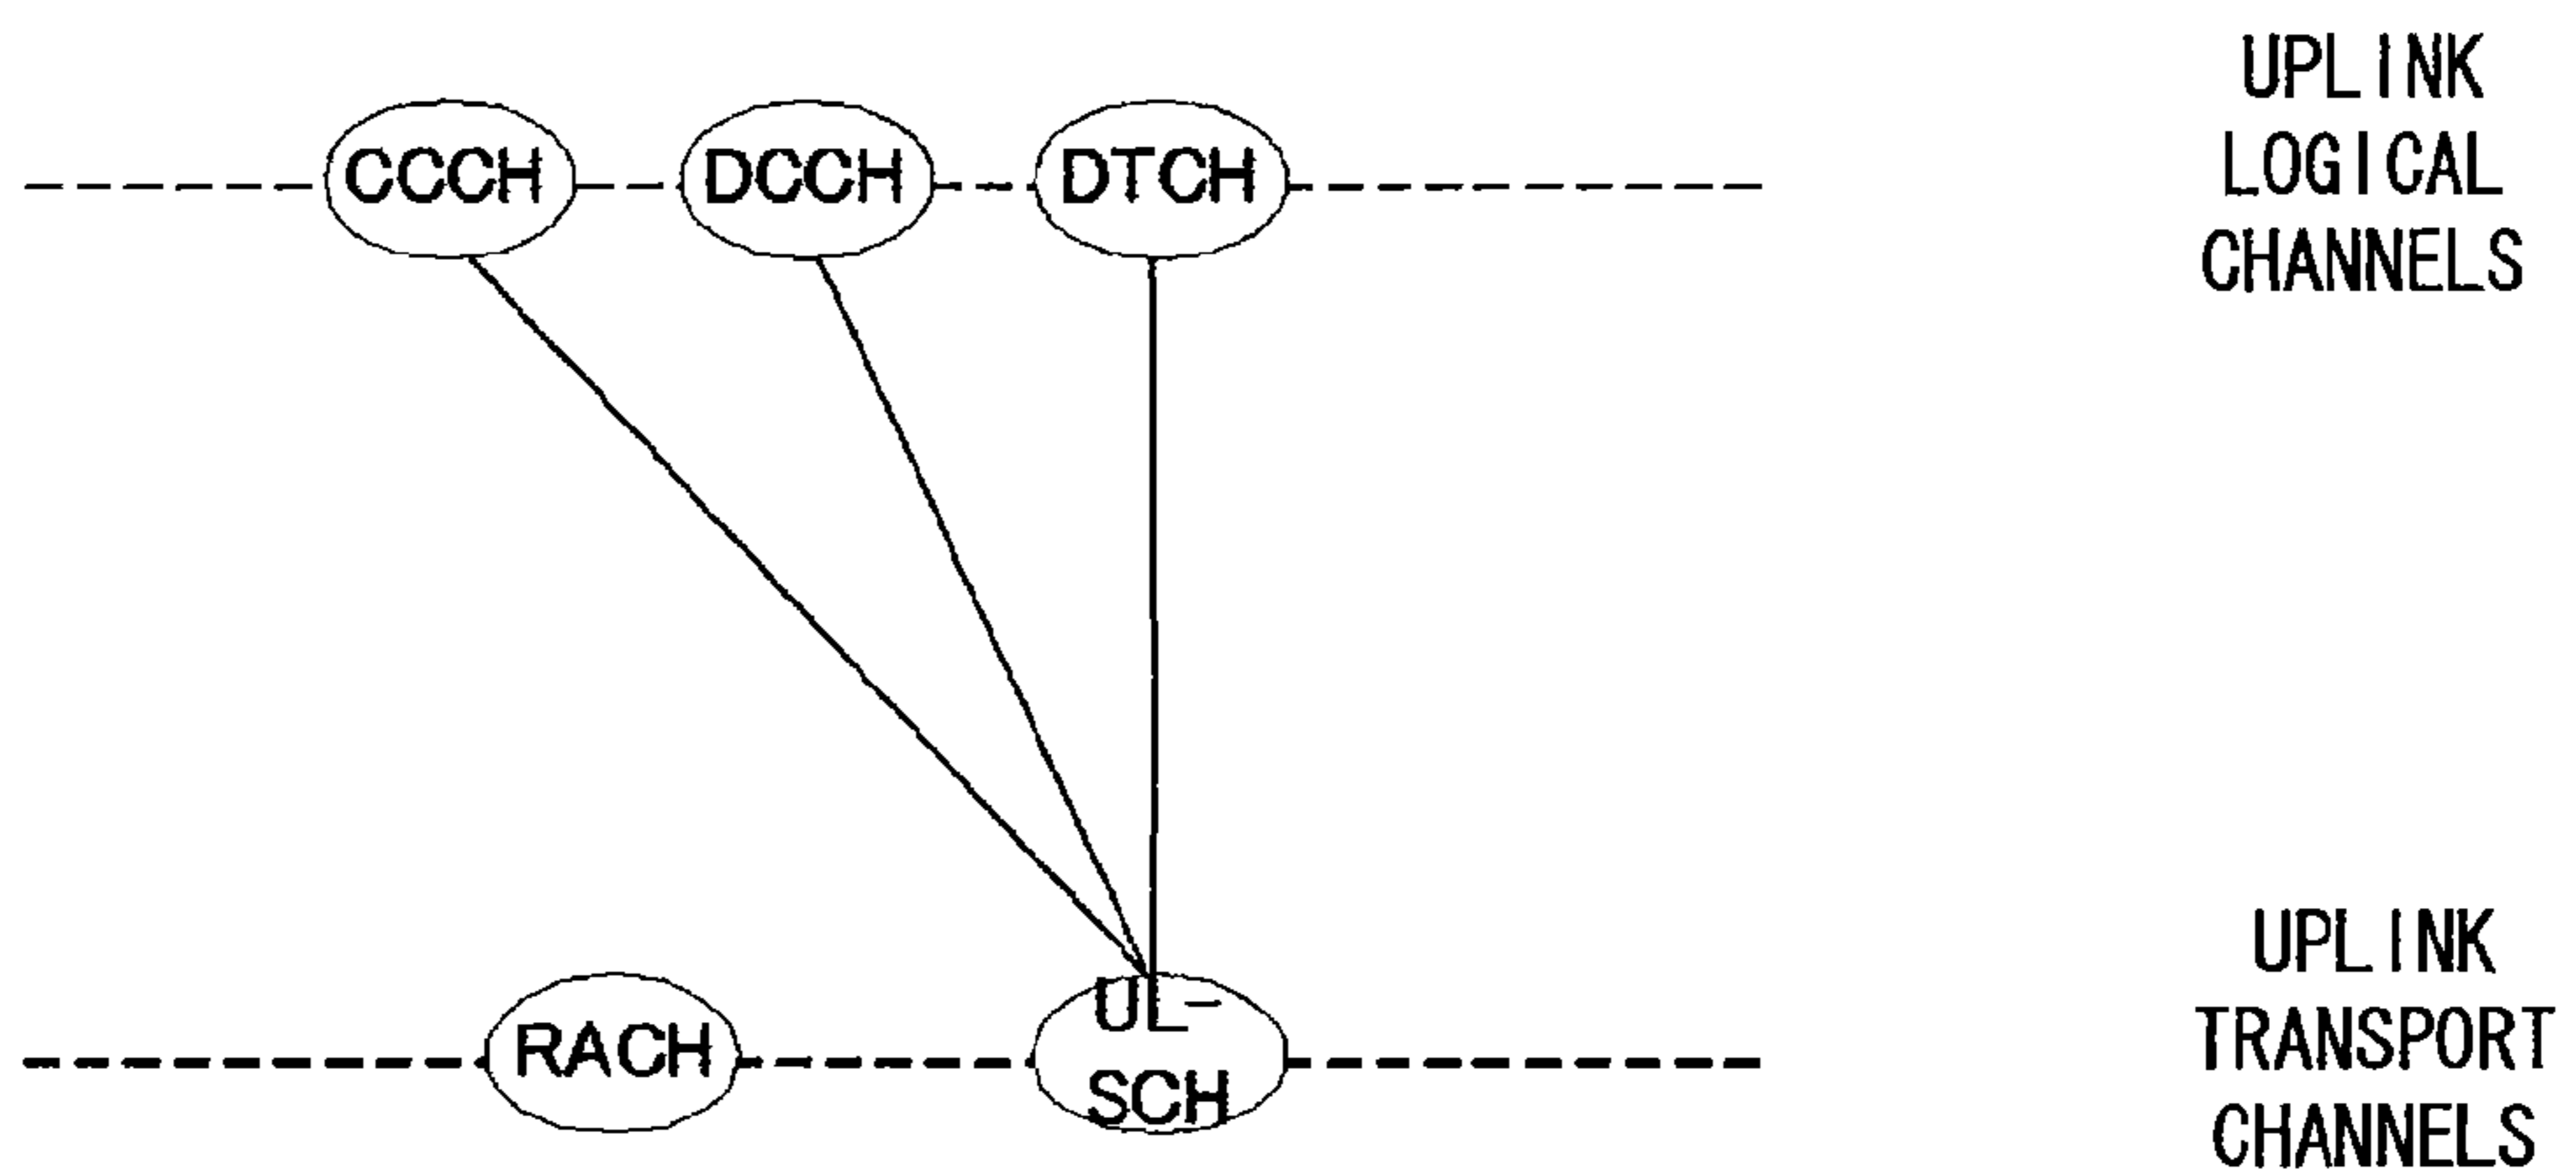 UPLINK
LOGICAL
CHANNELS
CCCH DCCH DTCH
UPLINK
TRANSPORT
CHANNELS
RACH UL-
SCH